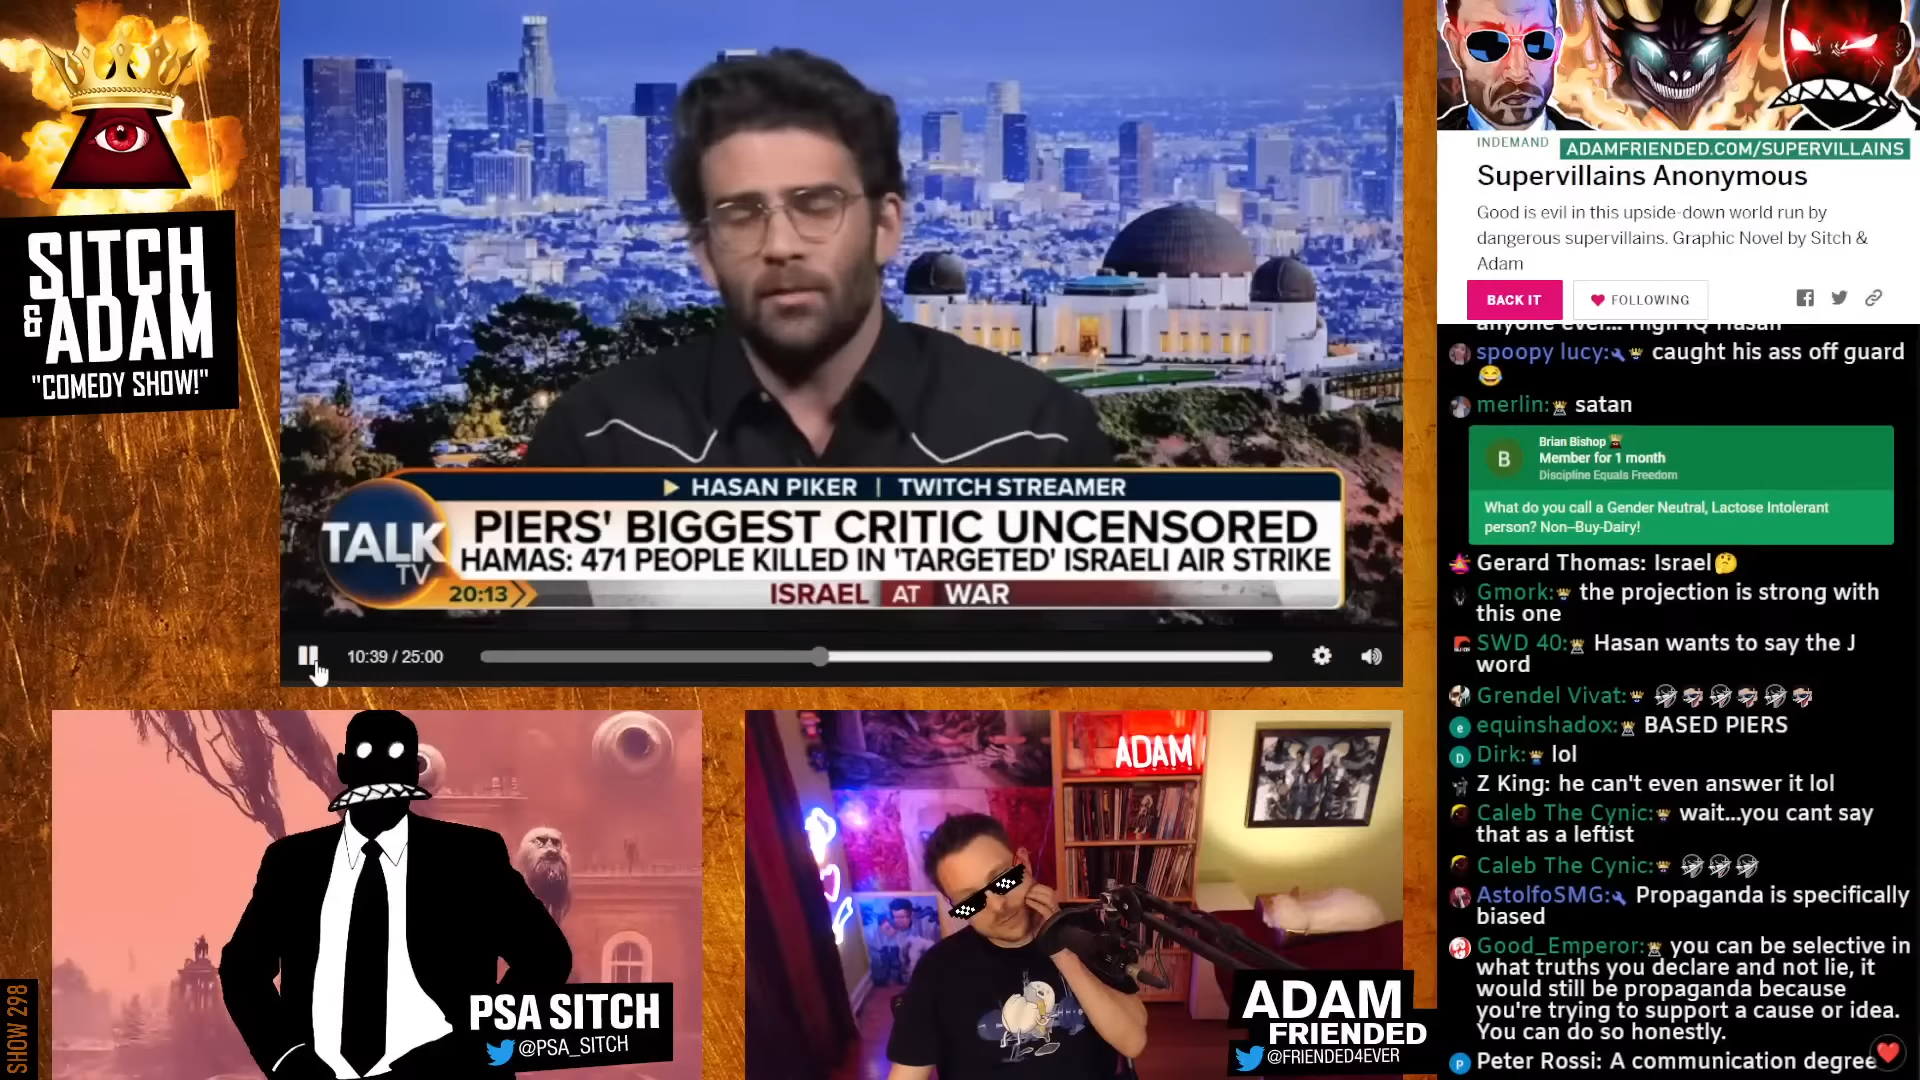 SITCH
& ADAM
"COMEDY SHOW!"
SHOW 298
HASAN PIKER | TWITCH STREAMER
PIERS' BIGGEST CRITIC UNCENSORED
HAMAS: 471 PEOPLE KILLED IN 'TARGETED' ISRAELI AIR STRIKE
ISRAEL AT WAR
TALK
TV
20:13
10:39 / 25:00
PSA SITCH
@PSA_SITCH
ADAM
ADAM
FRIENDED
@FRIENDED4EVER
INDEMAND
ADAMFRIENDED.COM/SUPERVILLAINS
Supervillains Anonymous
Good is evil in this upside-down world run by
dangerous supervillains. Graphic Novel by Sitch &
Adam
BACK IT
FOLLOWING
anyone ever... High IQ Hasan
spoopy lucy: caught his ass off guard
merlin: satan
B
Brian Bishop
Member for 1 month
Discipline Equals Freedom
What do you call a Gender Neutral, Lactose Intolerant
person? Non--Buy-Dairy!
Gerard Thomas: Israel🤔
Gmork: the projection is strong with
this one
SWD 40: Hasan wants to say the J
word
Grendel Vivat:
e equinshadox: BASED PIERS
D Dirk: lol
Z King: he can't even answer it lol
Caleb The Cynic: wait...you cant say
that as a leftist
Caleb The Cynic:
AstolfoSMG: Propaganda is specifically
biased
Good_Emperor: you can be selective in
what truths you declare and not lie, it
would still be propaganda because
you're trying to support a cause or idea.
You can do so honestly.
P Peter Rossi: A communication degree